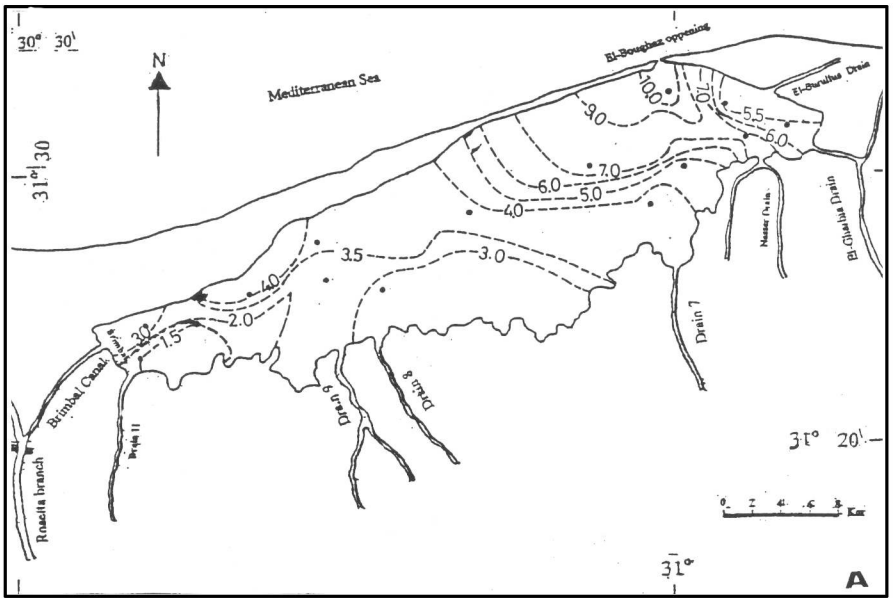 30° 30'
N
El-Boughaz oppening
Mediterranean Sea
El-Burullus Drain
10.0
7.0
9.0
5.5
6.0
31° 30
7.0
6.0
5.0
4.0
Nasser Drain
El-Gharbia Drain
3.5
3.0
4.0
2.0
3.0
1.5
Brimbal
Brimbal Canal
Drain 7
Drain 9
Drain 8
Drain 11
Rosetta branch
31° 20'
0 2 4 6 8 Km
31°
A